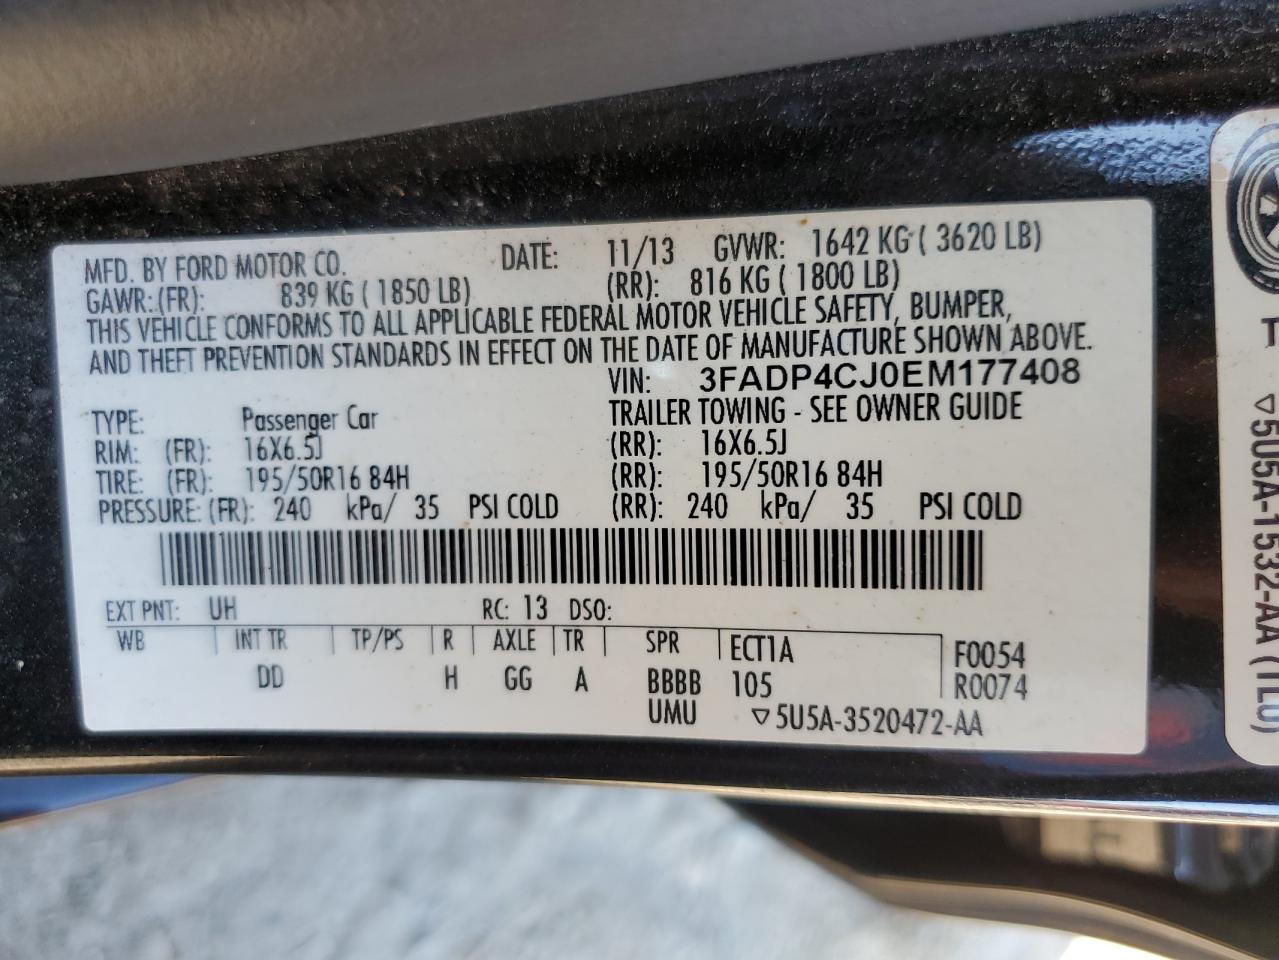 MFD. BY FORD MOTOR CO. DATE: 11/13 GVWR: 1642 KG ( 3620 LB)
GAWR:(FR): 839 KG ( 1850 LB) (RR): 816 KG ( 1800 LB)
THIS VEHICLE CONFORMS TO ALL APPLICABLE FEDERAL MOTOR VEHICLE SAFETY, BUMPER,
AND THEFT PREVENTION STANDARDS IN EFFECT ON THE DATE OF MANUFACTURE SHOWN ABOVE.
VIN: 3FADP4CJ0EM177408
TYPE: Passenger Car TRAILER TOWING - SEE OWNER GUIDE
RIM: (FR): 16X6.5J (RR): 16X6.5J
TIRE: (FR): 195/50R16 84H (RR): 195/50R16 84H
PRESSURE: (FR): 240 kPa/ 35 PSI COLD (RR): 240 kPa/ 35 PSI COLD
EXT PNT: UH RC: 13 DSO:
WB INT TR TP/PS R AXLE TR SPR ECT1A F0054
DD H GG A BBBB 105 R0074
UMU ▽5U5A-3520472-AA
T
▽5U5A-1532-AA (TL0)